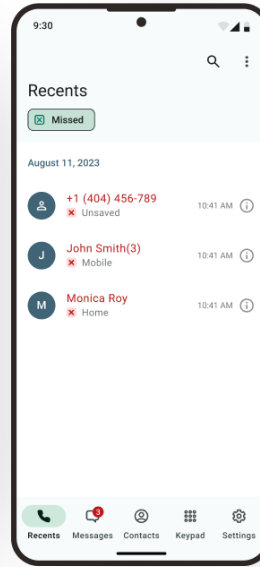 9:30
Recents
Missed
August 11, 2023
+1 (404) 456-789
Unsaved
10:41 AM
J
John Smith(3)
Mobile
10:41 AM
M
Monica Roy
Home
10:41 AM
3
Recents Messages Contacts Keypad Settings